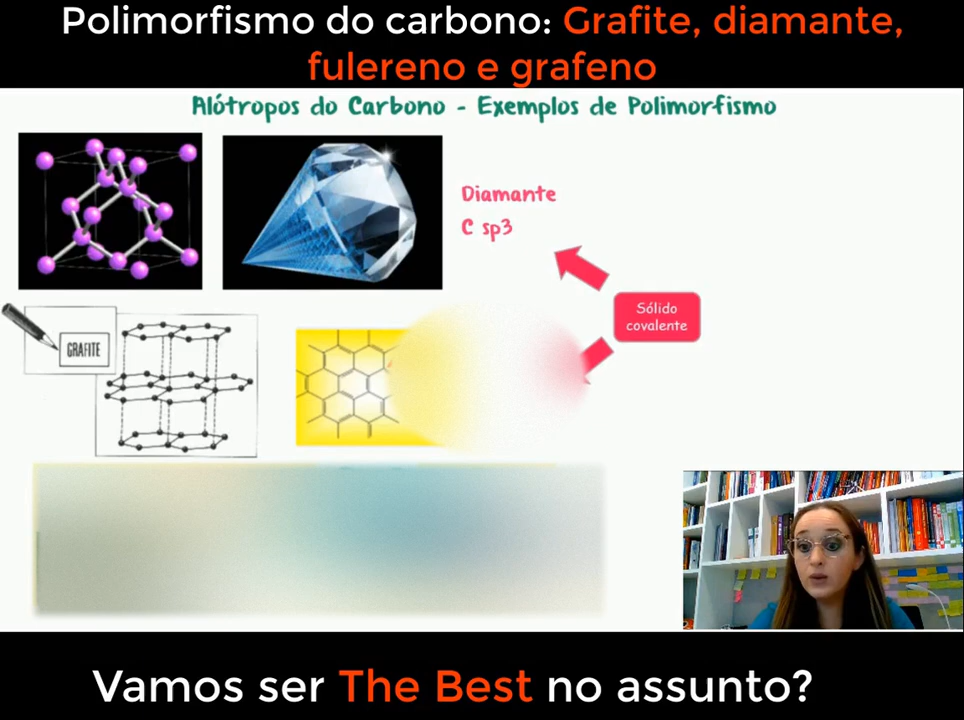 Polimorfismo do carbono: Grafite, diamante,
fulereno e grafeno
Alótropos do Carbono - Exemplos de Polimorfismo
Diamante
C sp3
Sólido
covalente
GRAFITE
Vamos ser The Best no assunto?